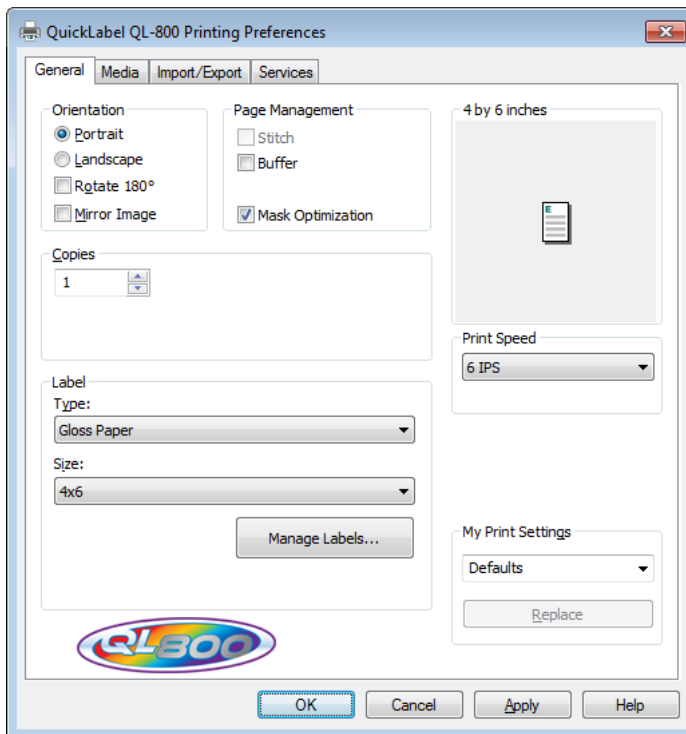 QuickLabel QL-800 Printing Preferences
General
Media
Import/Export
Services
Orientation
Portrait
Landscape
Rotate 180°
Mirror Image
Page Management
Stitch
Buffer
Mask Optimization
4 by 6 inches
E
Copies
1
Print Speed
6 IPS
Label
Type:
Gloss Paper
Size:
4x6
Manage Labels...
My Print Settings
Defaults
Replace
QL800
OK
Cancel
Apply
Help